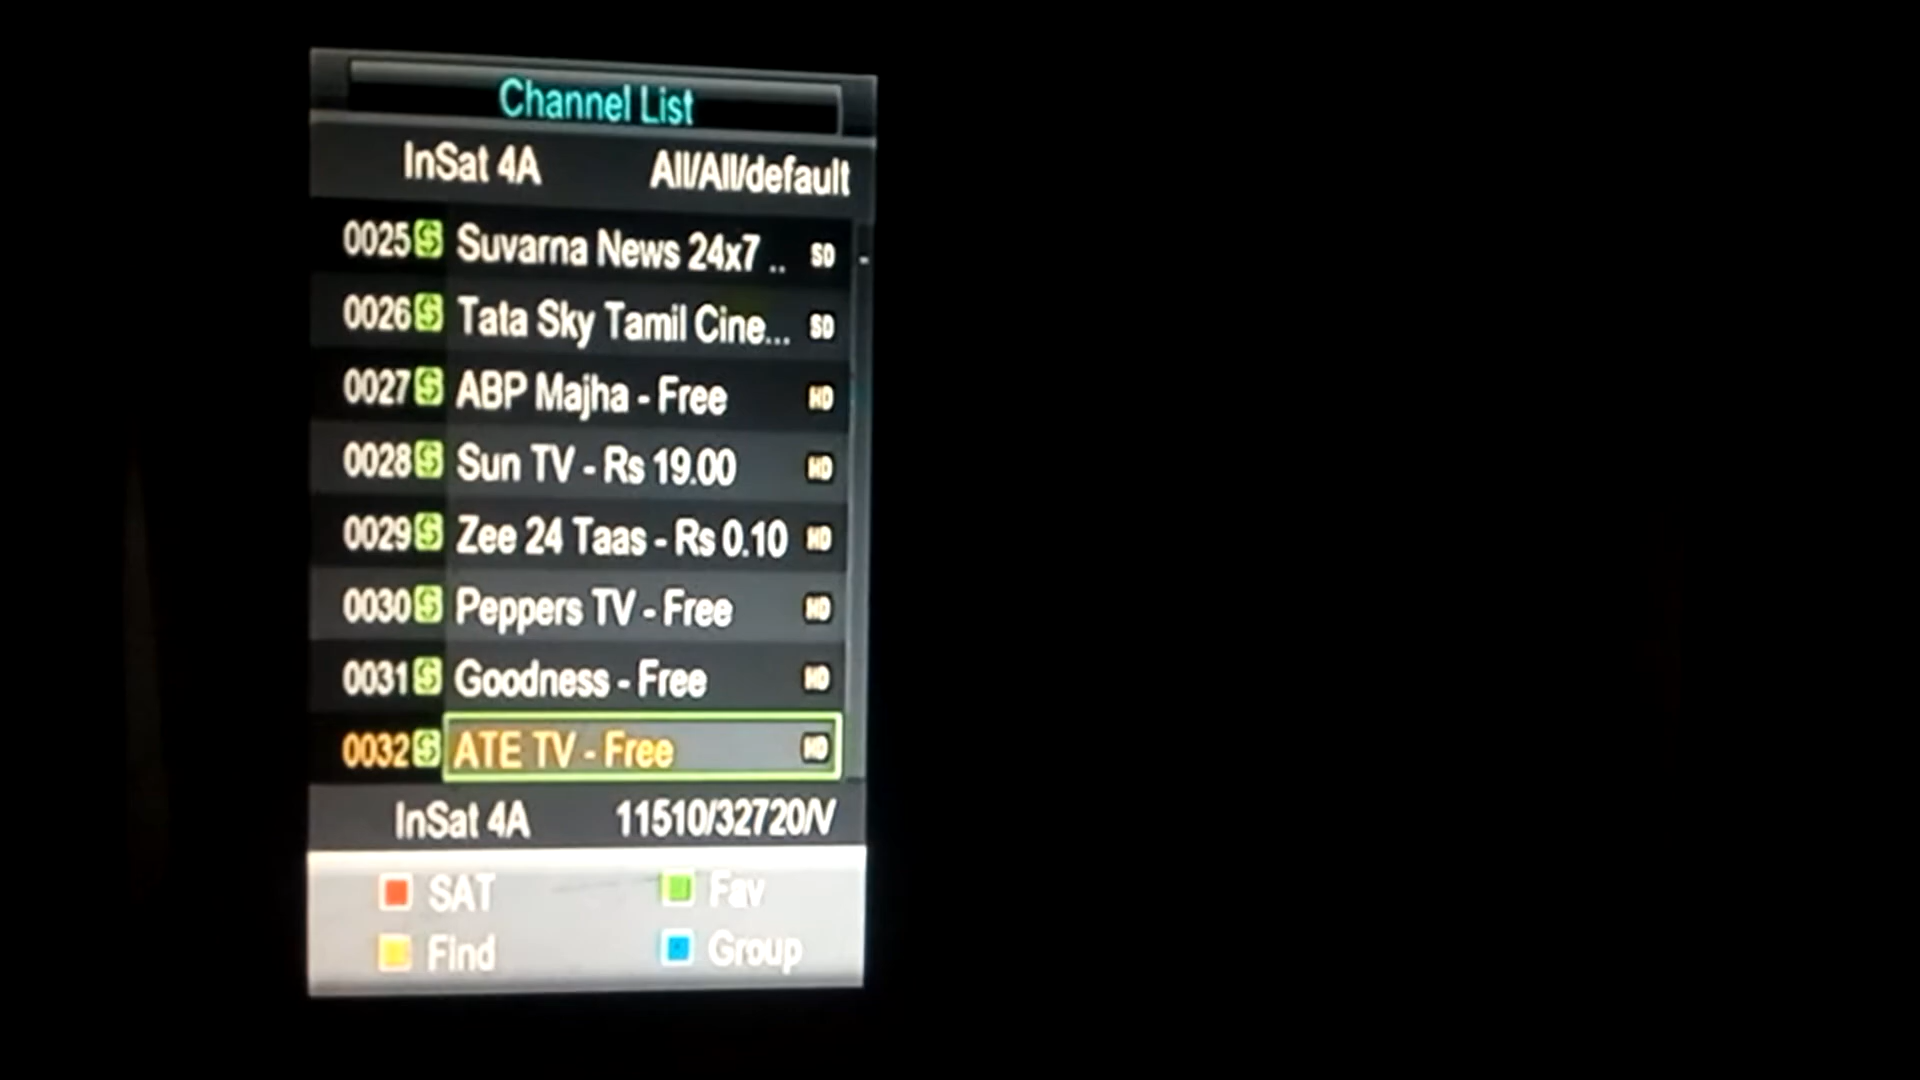 Channel List
InSat 4A All/All/default
0025 $ Suvarna News 24x7 .. SD
0026 $ Tata Sky Tamil Cine... SD
0027 $ ABP Majha - Free HD
0028 $ Sun TV - Rs 19.00 HD
0029 $ Zee 24 Taas - Rs 0.10 HD
0030 $ Peppers TV - Free HD
0031 $ Goodness - Free HD
0032 $ ATE TV - Free HD
InSat 4A 11510/32720/V
SAT Fav
Find Group